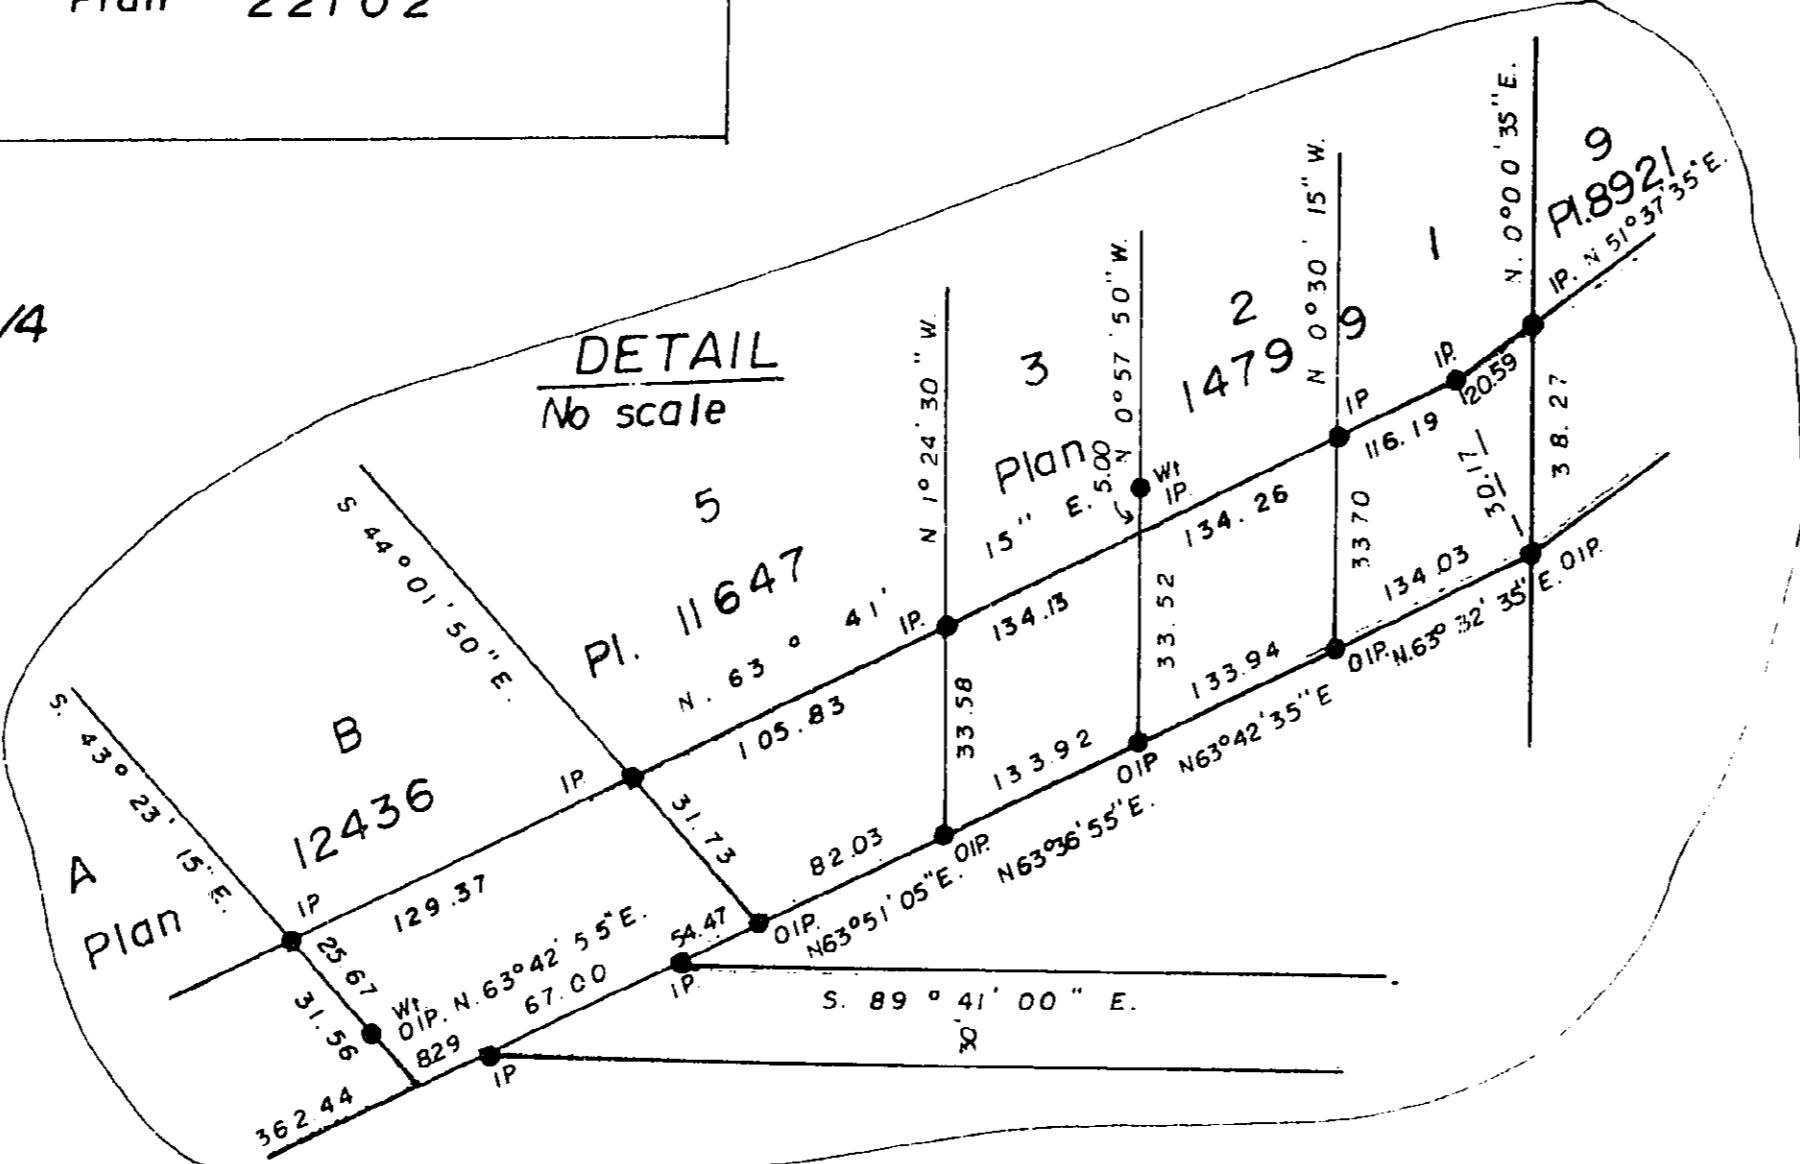 Plan 22102
/4
DETAIL
No scale
A
Plan
B
12436
5
Pl. 11647
3
Plan
2
1479 9
1
9
Pl. 8921
S. 43° 23' 15" E.
S 44° 01' 50" E.
N 1° 24' 30" W.
N 0° 57' 50" W.
N 0° 30' 15" W.
N. 0° 00' 35" E.
N 51° 37' 35" E.
IP.
IP.
120.59
38.27
30.17
IP
116.19
134.03
OIP.
N. 63° 32' 35" E.
5.00
Wt
IP.
134.26
33.70
OIP.
N. 63° 41' 15" E.
IP.
134.13
33.52
133.94
OIP
N63° 42' 35" E
IP.
105.83
33.58
133.92
OIP.
N63° 36' 55" E.
31.73
82.03
OIP.
N63° 51' 05" E.
IP
129.37
25.67
31.56
Wt
OIP.
N. 63° 42' 55" E.
54.47
67.00
IP.
829
IP
362.44
S. 89° 41' 00" E.
30'